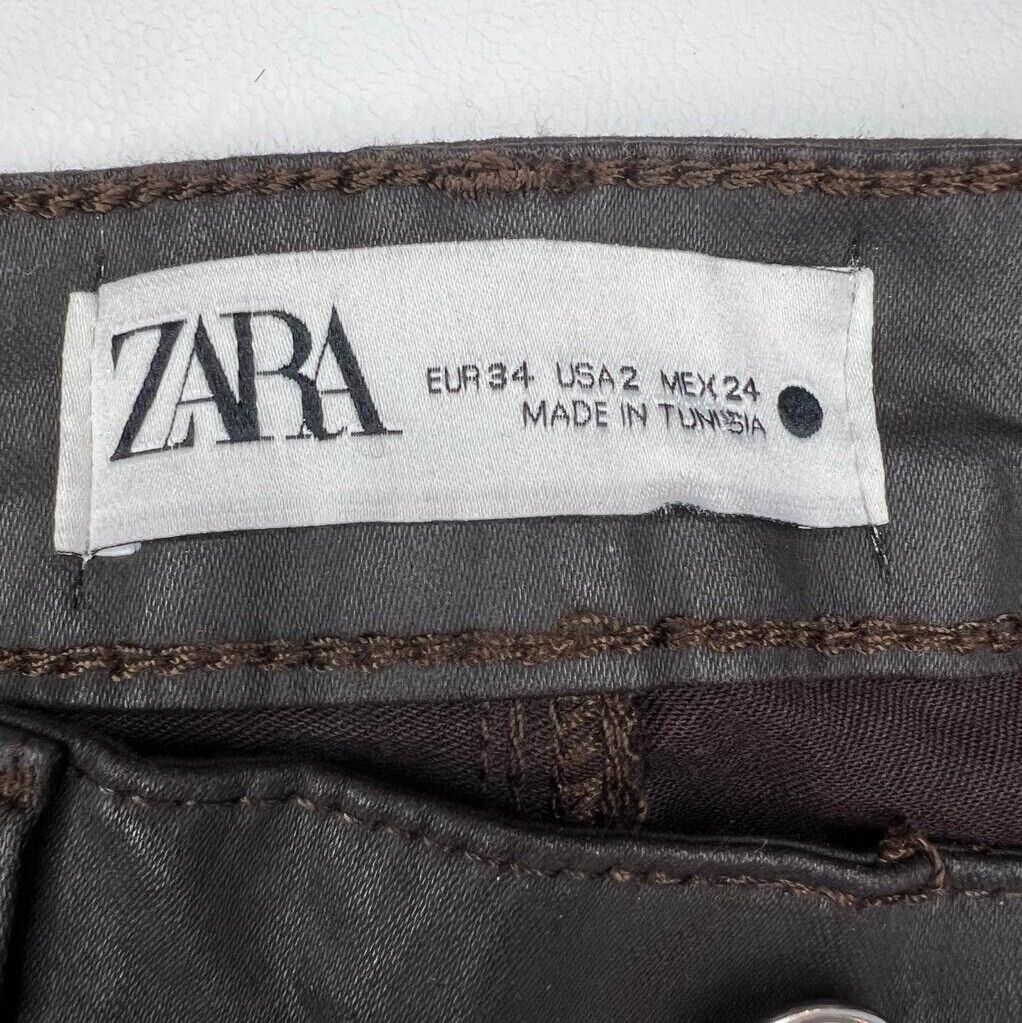 ZARA
EUR 34 USA 2 MEX 24
MADE IN TUNISIA